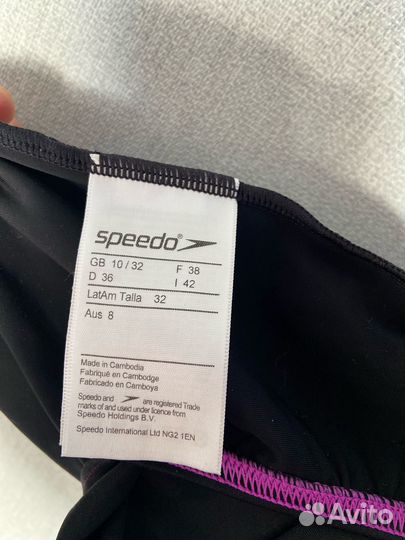 speedo
GB 10 / 32 F 38
D 36 I 42
LatAm Talla 32
Aus 8
Made in Cambodia
Fabriqué en Cambodge
Fabricado en Camboya
Speedo and are registered Trade
marks of and used under licence from
Speedo Holdings B.V.
Speedo International Ltd NG2 1EN
Avito